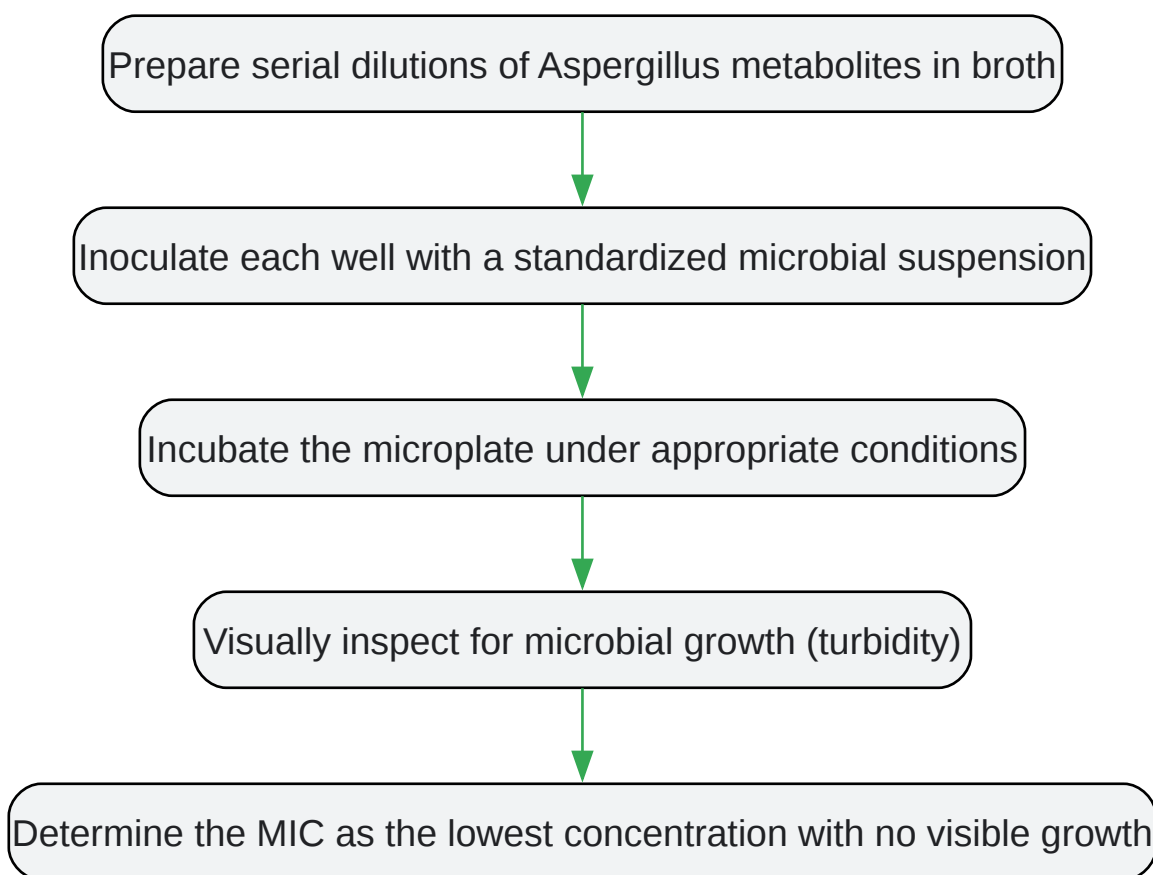 Prepare serial dilutions of Aspergillus metabolites in broth
Inoculate each well with a standardized microbial suspension
Incubate the microplate under appropriate conditions
Visually inspect for microbial growth (turbidity)
Determine the MIC as the lowest concentration with no visible growth